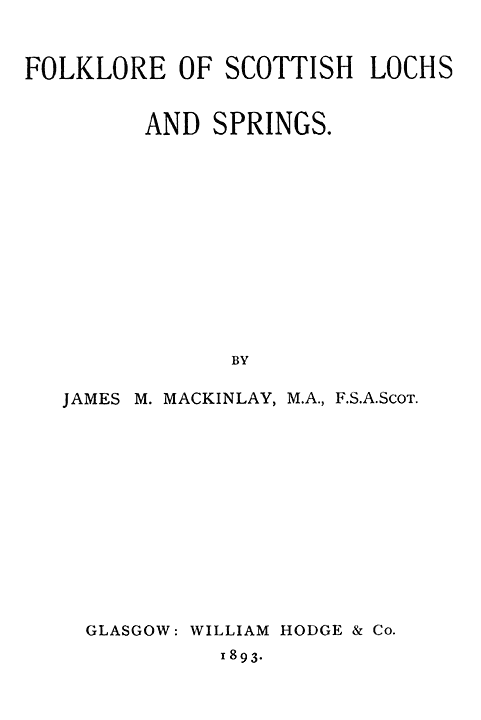 FOLKLORE OF SCOTTISH LOCHS
AND SPRINGS.
BY
JAMES M. MACKINLAY, M.A., F.S.A.SCOT.
GLASGOW: WILLIAM HODGE & Co.
1893.